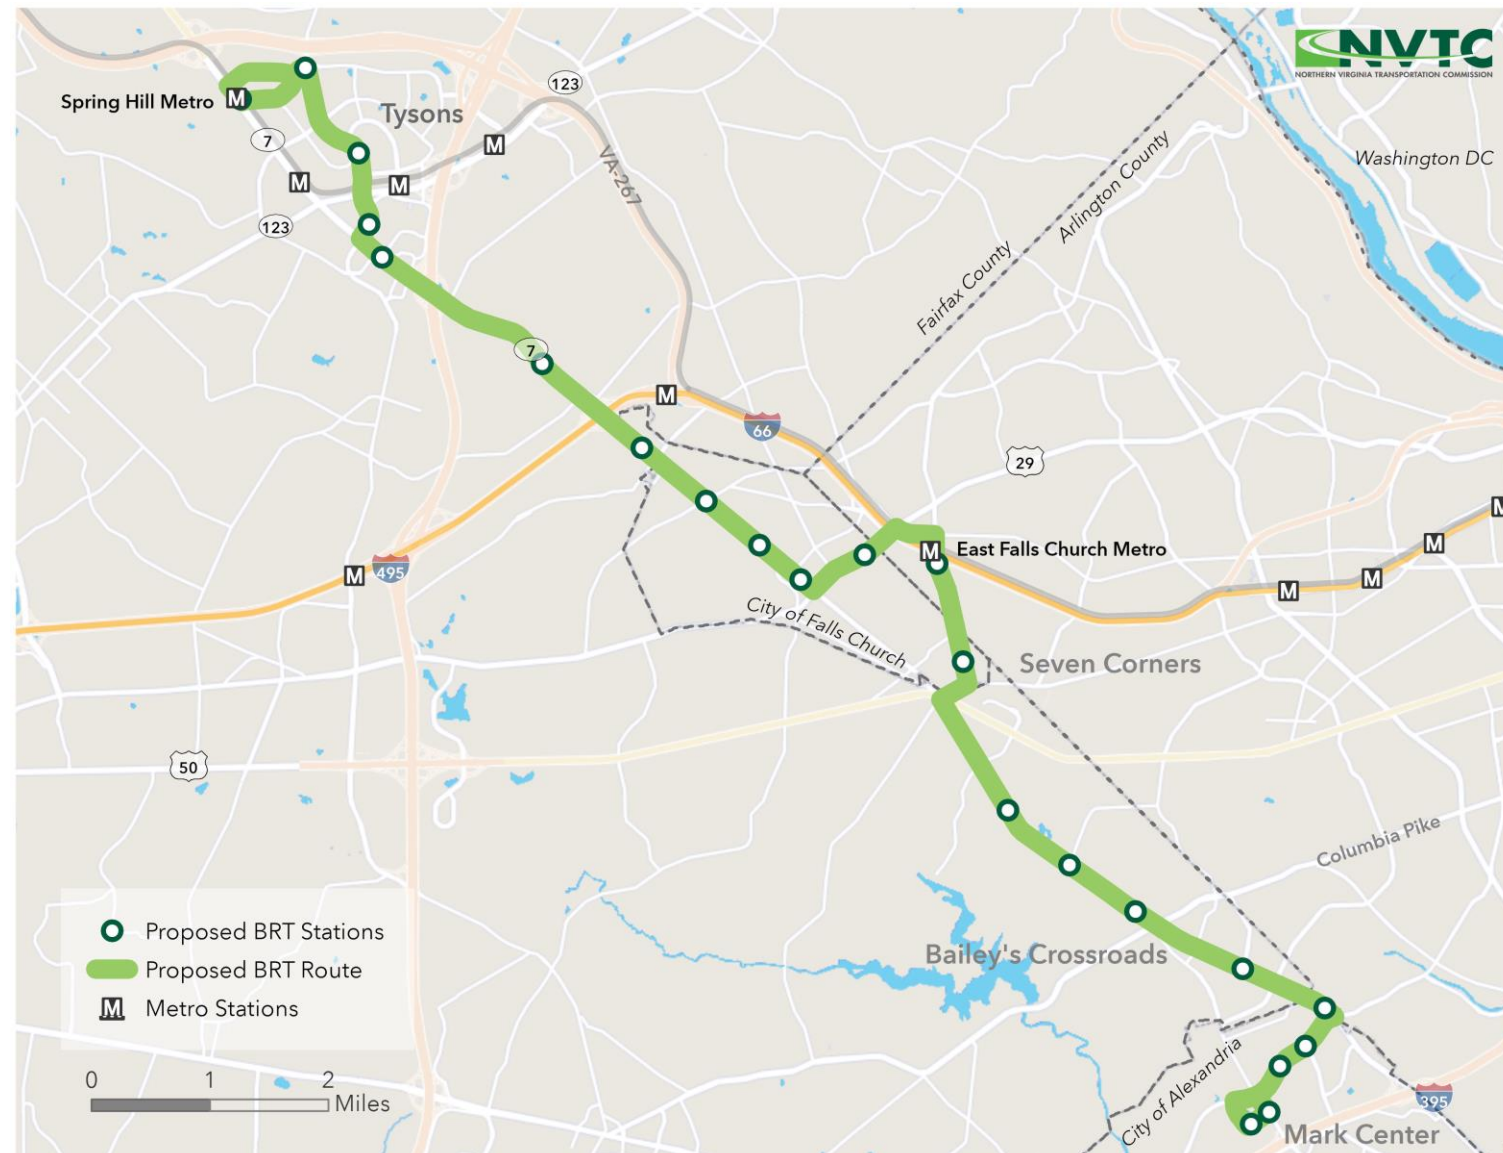 NVTC
NORTHERN VIRGINIA TRANSPORTATION COMMISSION
Spring Hill Metro
M
Tysons
123
7
M
M
M
VA-267
123
Washington DC
Arlington County
Fairfax County
7
M
66
29
M
East Falls Church Metro
M
495
M
M
M
M
City of Falls Church
Seven Corners
50
Columbia Pike
Bailey's Crossroads
Proposed BRT Stations
Proposed BRT Route
M Metro Stations
0 1 2
Miles
City of Alexandria
395
Mark Center